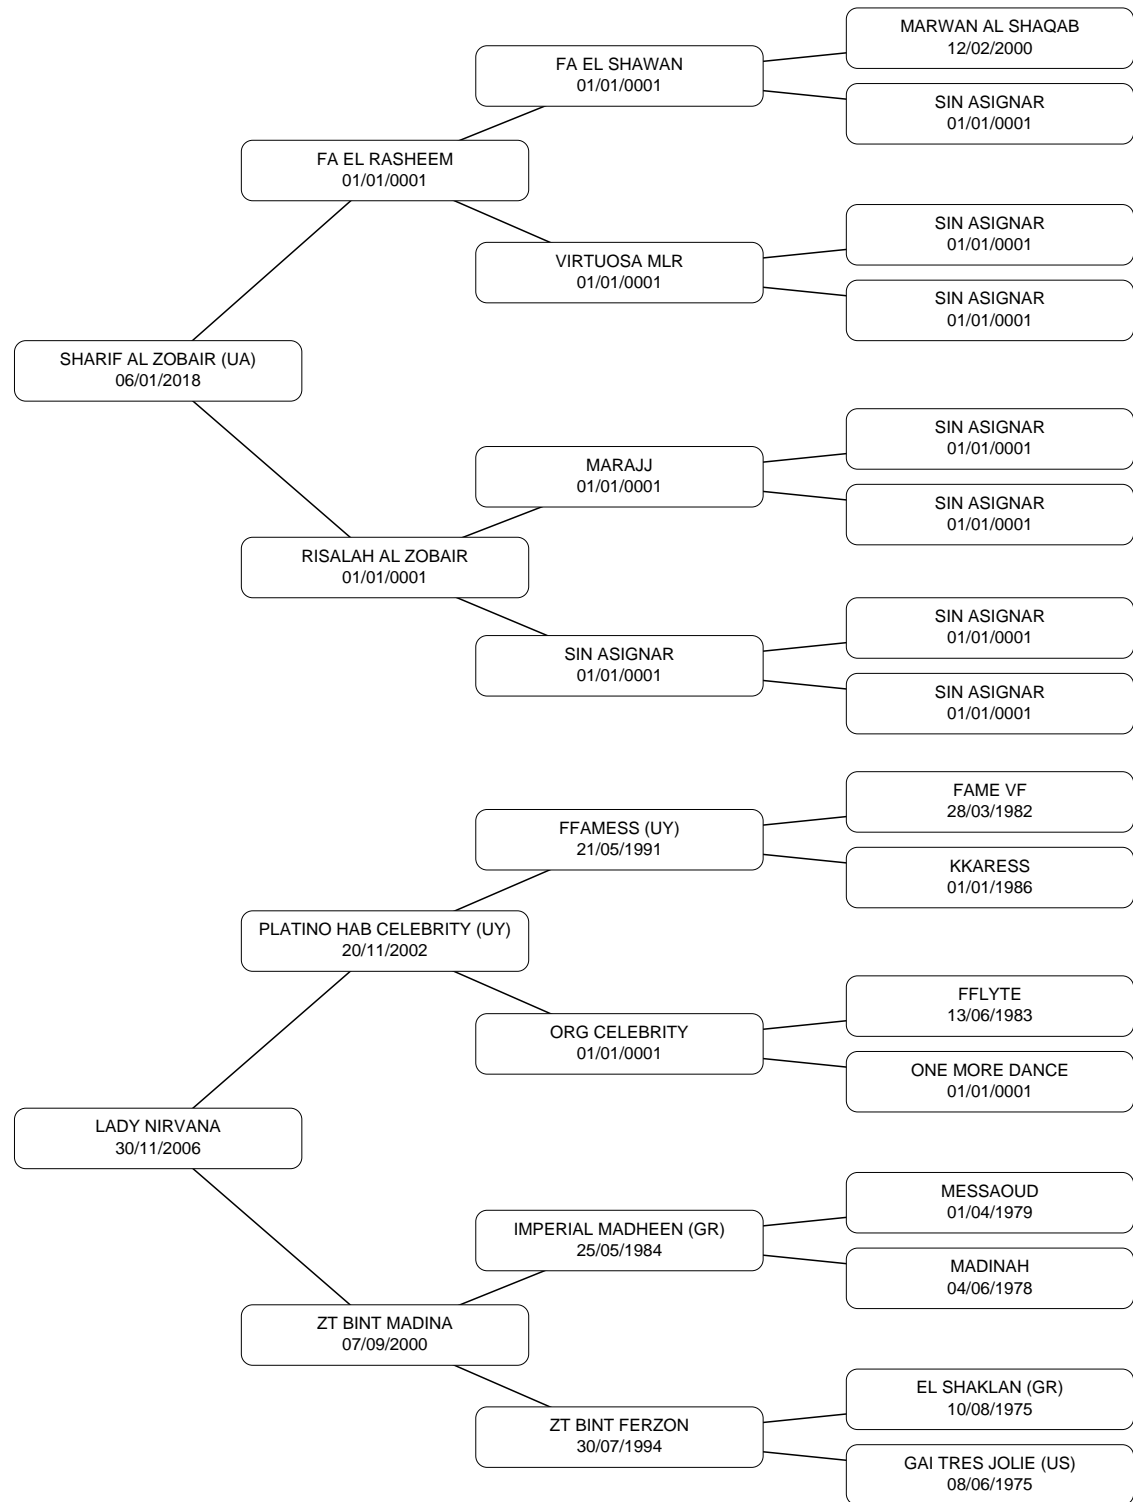 MARWAN AL SHAQAB
12/02/2000
FA EL SHAWAN
01/01/0001
SIN ASIGNAR
01/01/0001
FA EL RASHEEM
01/01/0001
SIN ASIGNAR
01/01/0001
VIRTUOSA MLR
01/01/0001
SIN ASIGNAR
01/01/0001
SHARIF AL ZOBAIR (UA)
06/01/2018
SIN ASIGNAR
01/01/0001
MARAJJ
01/01/0001
SIN ASIGNAR
01/01/0001
RISALAH AL ZOBAIR
01/01/0001
SIN ASIGNAR
01/01/0001
SIN ASIGNAR
01/01/0001
SIN ASIGNAR
01/01/0001
FAME VF
28/03/1982
FFAMESS (UY)
21/05/1991
KKARESS
01/01/1986
PLATINO HAB CELEBRITY (UY)
20/11/2002
FFLYTE
13/06/1983
ORG CELEBRITY
01/01/0001
ONE MORE DANCE
01/01/0001
LADY NIRVANA
30/11/2006
MESSAOUD
01/04/1979
IMPERIAL MADHEEN (GR)
25/05/1984
MADINAH
04/06/1978
ZT BINT MADINA
07/09/2000
EL SHAKLAN (GR)
10/08/1975
ZT BINT FERZON
30/07/1994
GAI TRES JOLIE (US)
08/06/1975